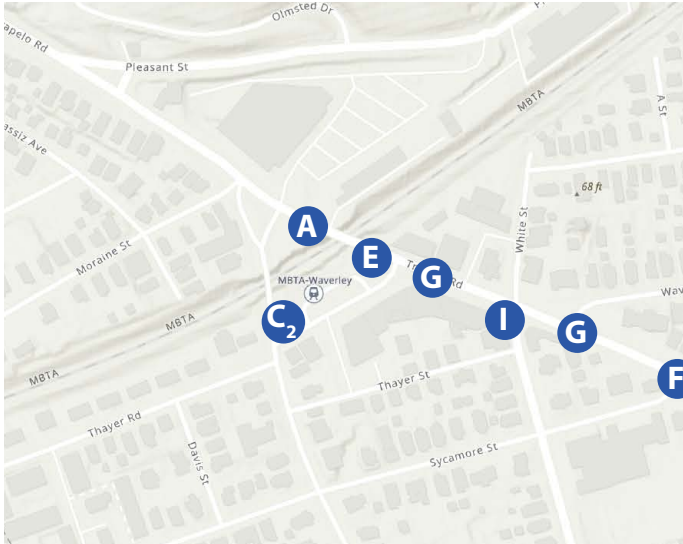 Olmsted Dr
apelo Rd
Pleasant St
MBTA
A St
assiz Ave
68 ft
White St
A
Moraine St
E
MBTA-Waverley
G
Tr
Rd
Wav
C2
I
G
MBTA
MBTA
F
Thayer St
Thayer Rd
Davis St
Sycamore St